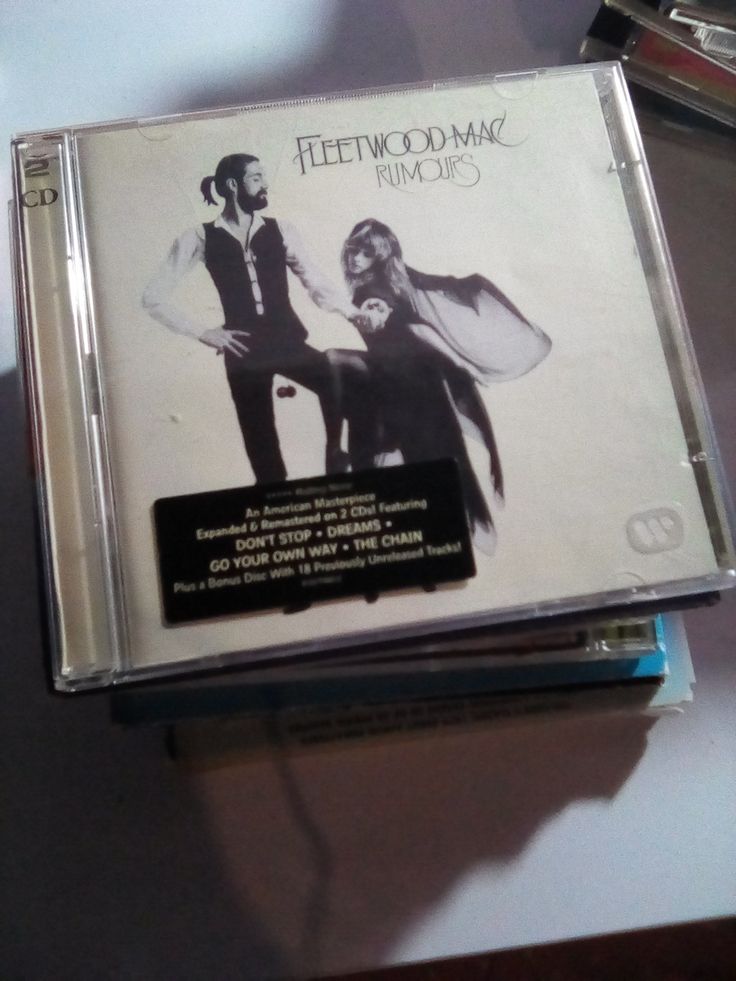 2
CD
FLEETWOOD MAC
RUMOURS
An American Masterpiece
Expanded & Remastered on 2 CDs! Featuring
DON'T STOP • DREAMS •
GO YOUR OWN WAY • THE CHAIN
Plus a Bonus Disc With 18 Previously Unreleased Tracks!